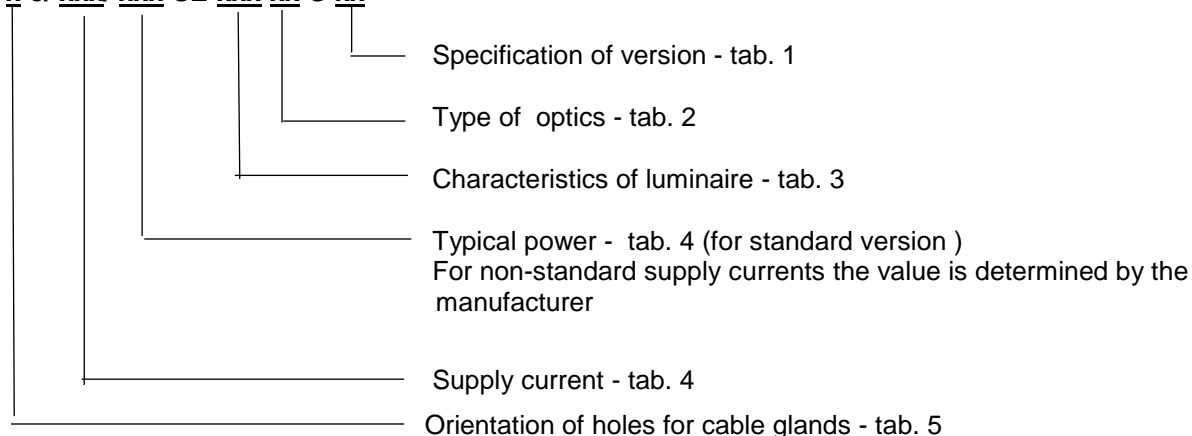 Specification of version - tab. 1
Type of optics - tab. 2
Characteristics of luminaire - tab. 3
Typical power - tab. 4 (for standard version )
For non-standard supply currents the value is determined by the
manufacturer
Supply current - tab. 4
Orientation of holes for cable glands - tab. 5